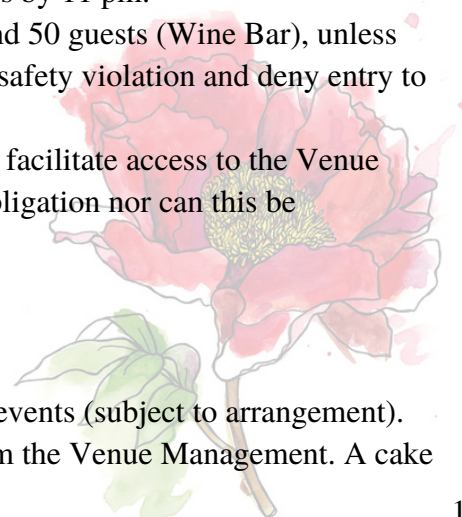 s by 11 pm.
nd 50 guests (Wine Bar), unless
safety violation and deny entry to
facilitate access to the Venue
bligation nor can this be
events (subject to arrangement).
m the Venue Management. A cake
1